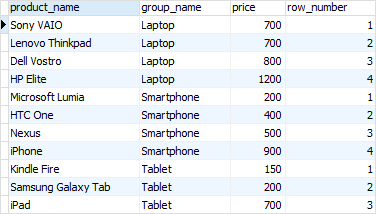 product_name group_name price row_number
Sony VAIO Laptop 700 1
Lenovo Thinkpad Laptop 700 2
Dell Vostro Laptop 800 3
HP Elite Laptop 1200 4
Microsoft Lumia Smartphone 200 1
HTC One Smartphone 400 2
Nexus Smartphone 500 3
iPhone Smartphone 900 4
Kindle Fire Tablet 150 1
Samsung Galaxy Tab Tablet 200 2
iPad Tablet 700 3